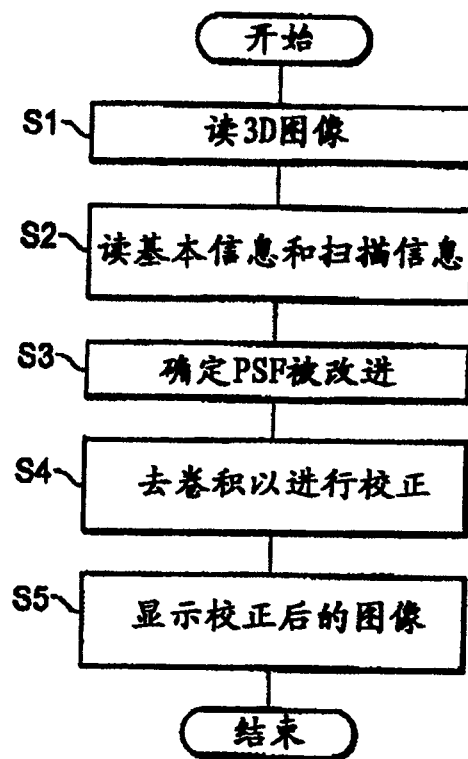 开始
S1 读3D图像
S2 读基本信息和扫描信息
S3 确定PSF被改进
S4 去卷积以进行校正
S5 显示校正后的图像
结束